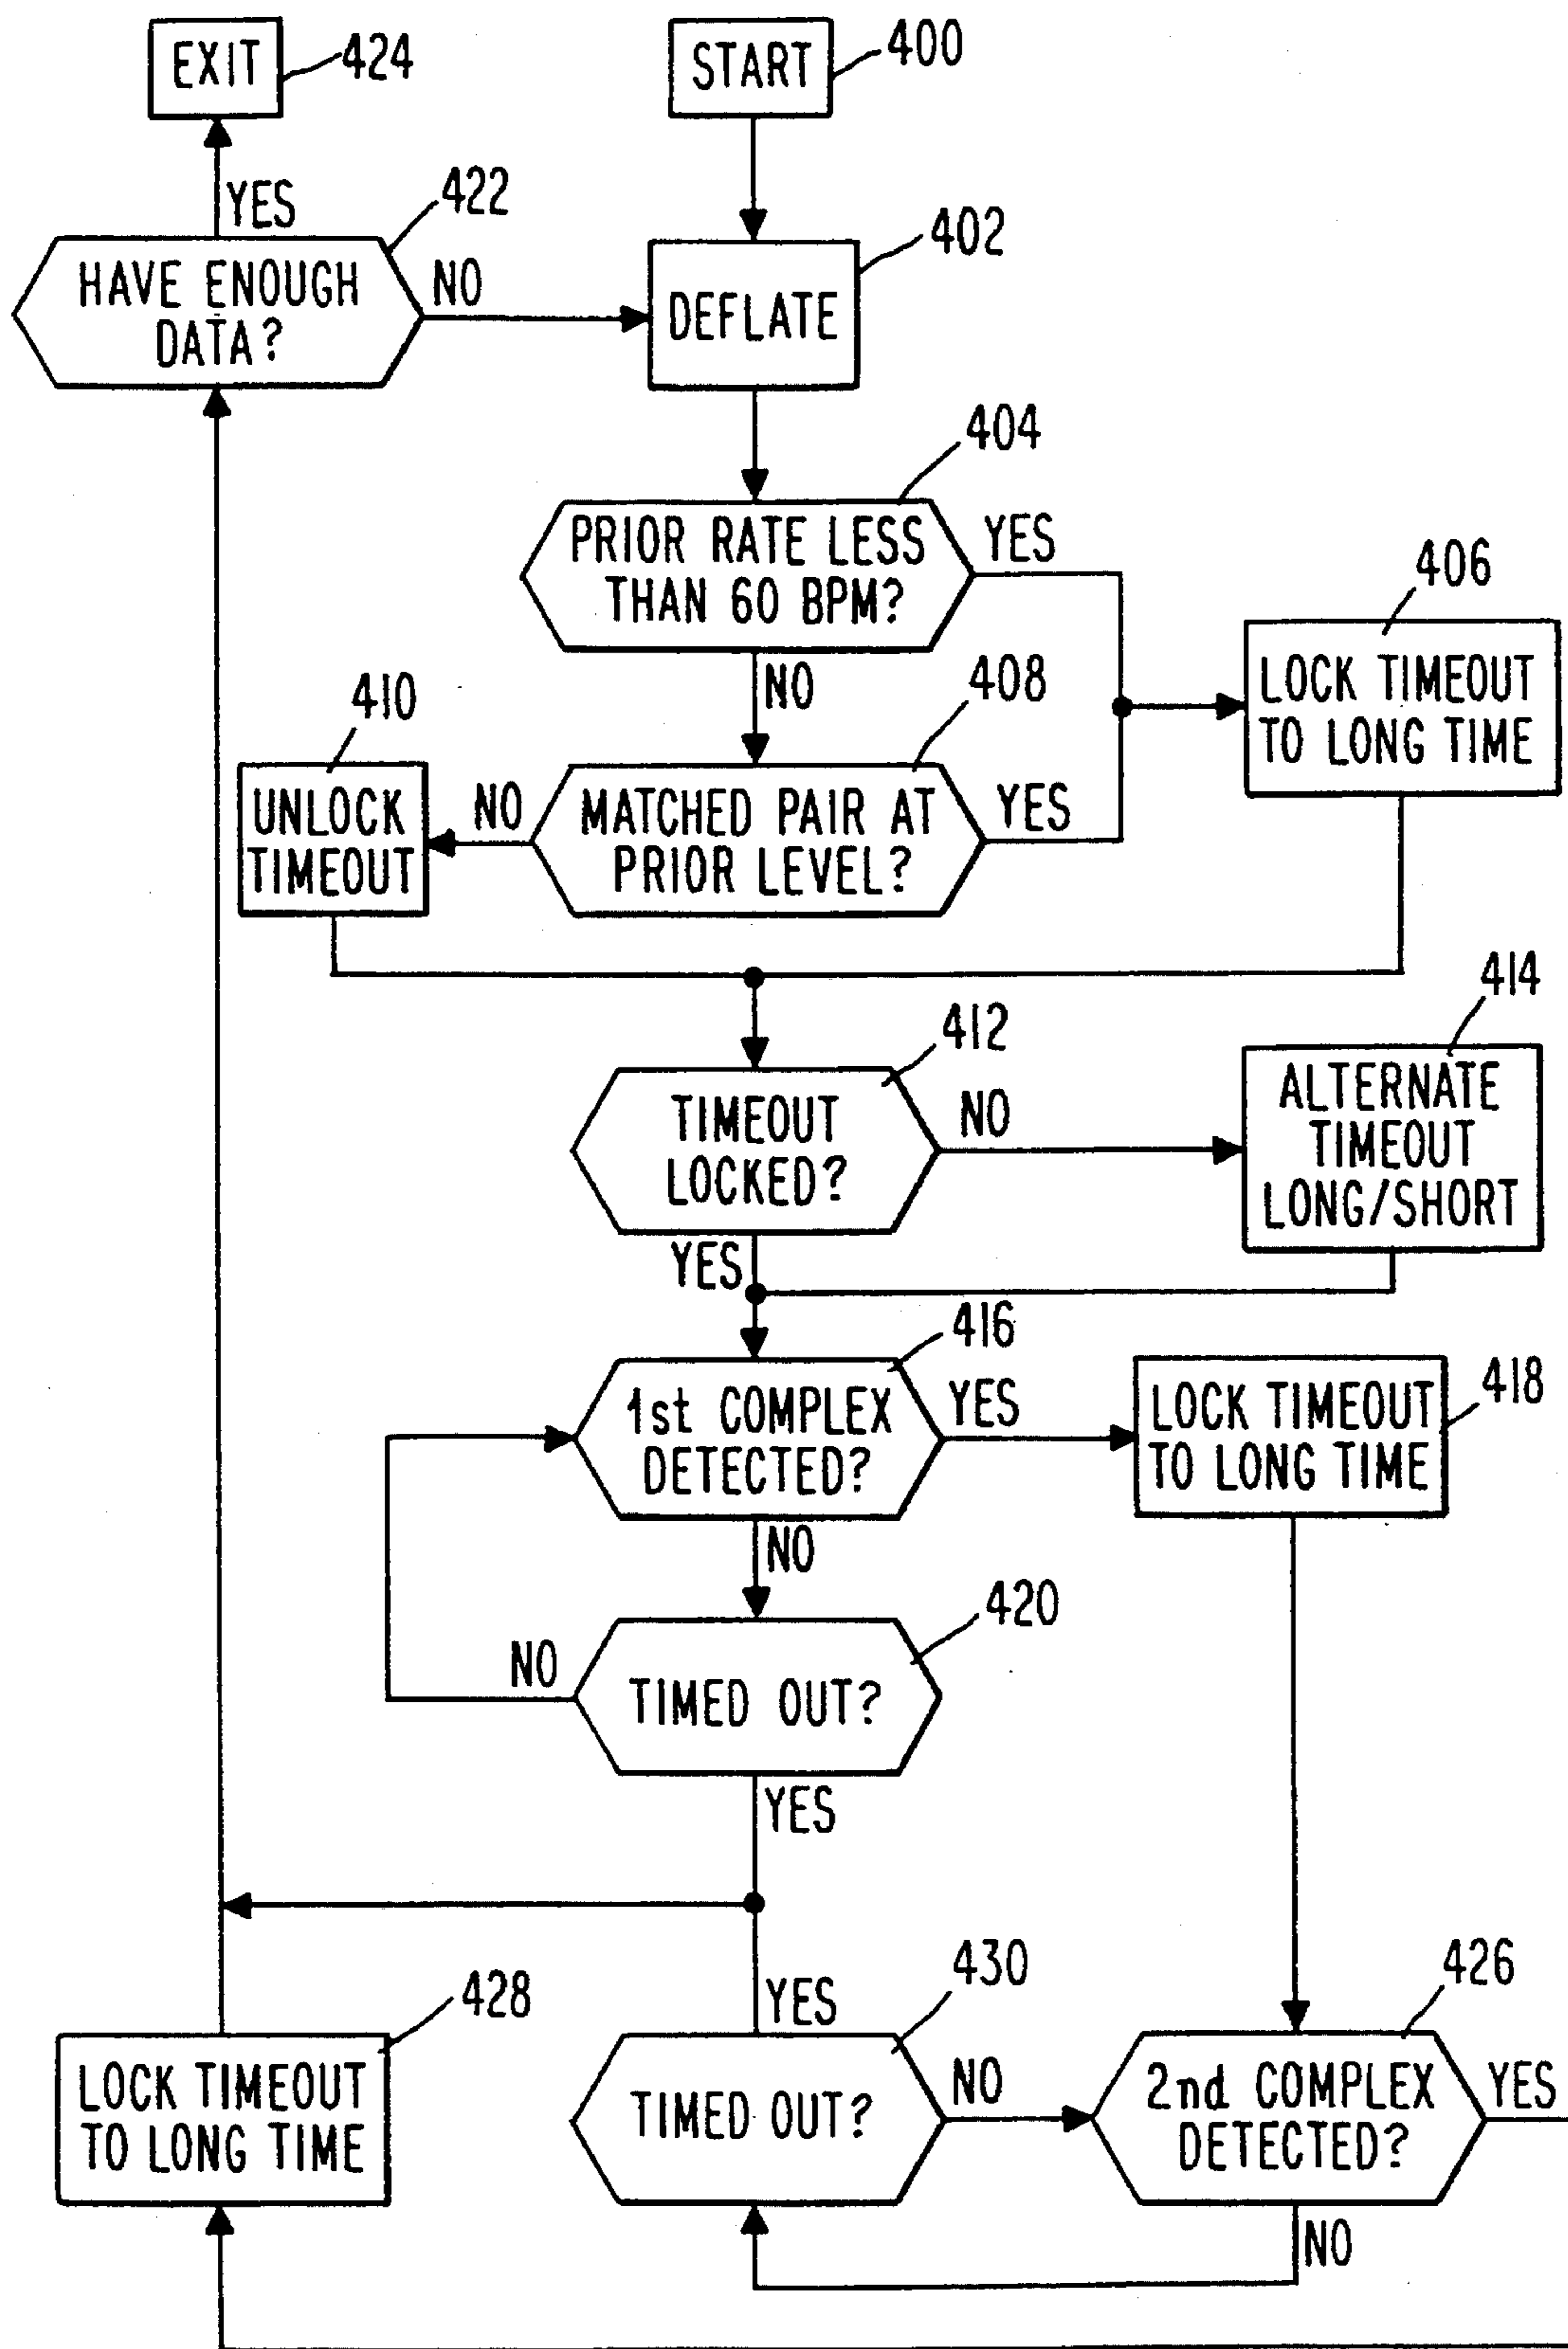 EXIT
424
START
400
YES
422
HAVE ENOUGH
DATA?
NO
402
DEFLATE
404
PRIOR RATE LESS
THAN 60 BPM?
YES
406
LOCK TIMEOUT
TO LONG TIME
NO
408
410
UNLOCK
TIMEOUT
NO
MATCHED PAIR AT
PRIOR LEVEL?
YES
412
414
TIMEOUT
LOCKED?
NO
ALTERNATE
TIMEOUT
LONG/SHORT
YES
416
1st COMPLEX
DETECTED?
YES
LOCK TIMEOUT
TO LONG TIME
418
NO
420
NO
TIMED OUT?
YES
428
LOCK TIMEOUT
TO LONG TIME
YES
430
TIMED OUT?
NO
426
2nd COMPLEX
DETECTED?
YES
NO